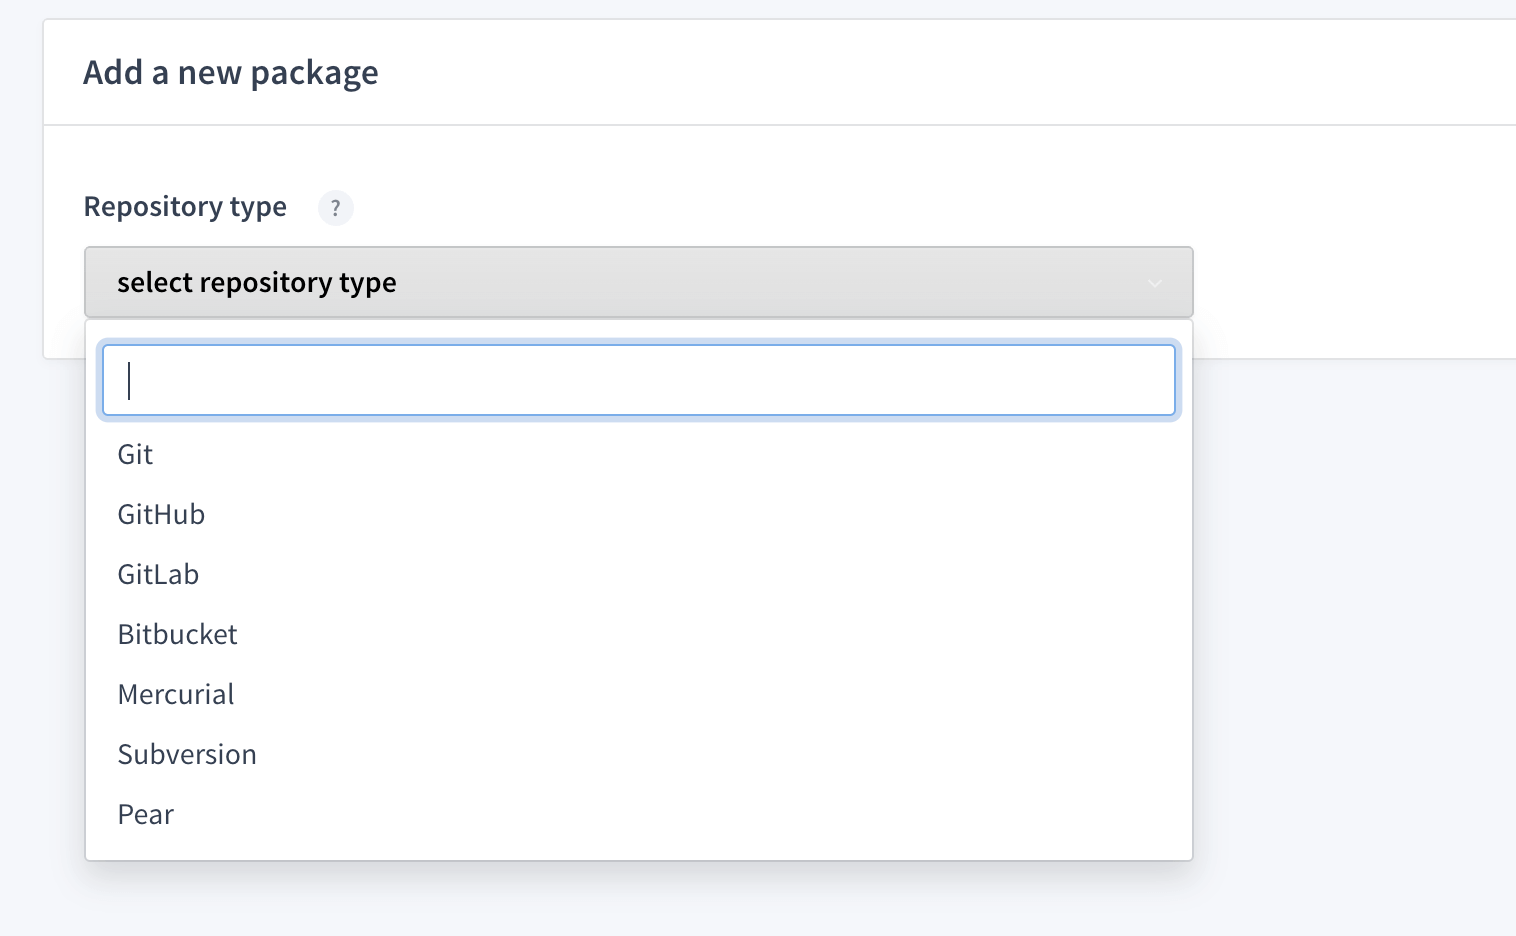 Add a new package
Repository type ?
select repository type
Git
GitHub
GitLab
Bitbucket
Mercurial
Subversion
Pear